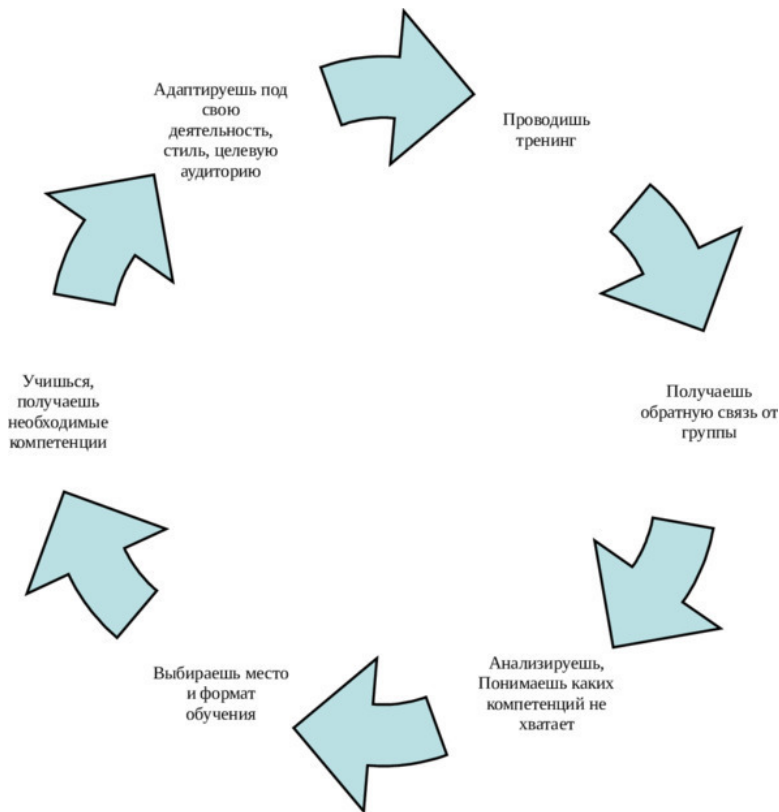 Адаптируешь под
свою
деятельность,
стиль, целевую
аудиторию
Проводишь
тренинг
Получаешь
обратную связь от
группы
Анализируешь,
Понимаешь каких
компетенций не
хватает
Выбираешь место
и формат
обучения
Учишься,
получаешь
необходимые
компетенции